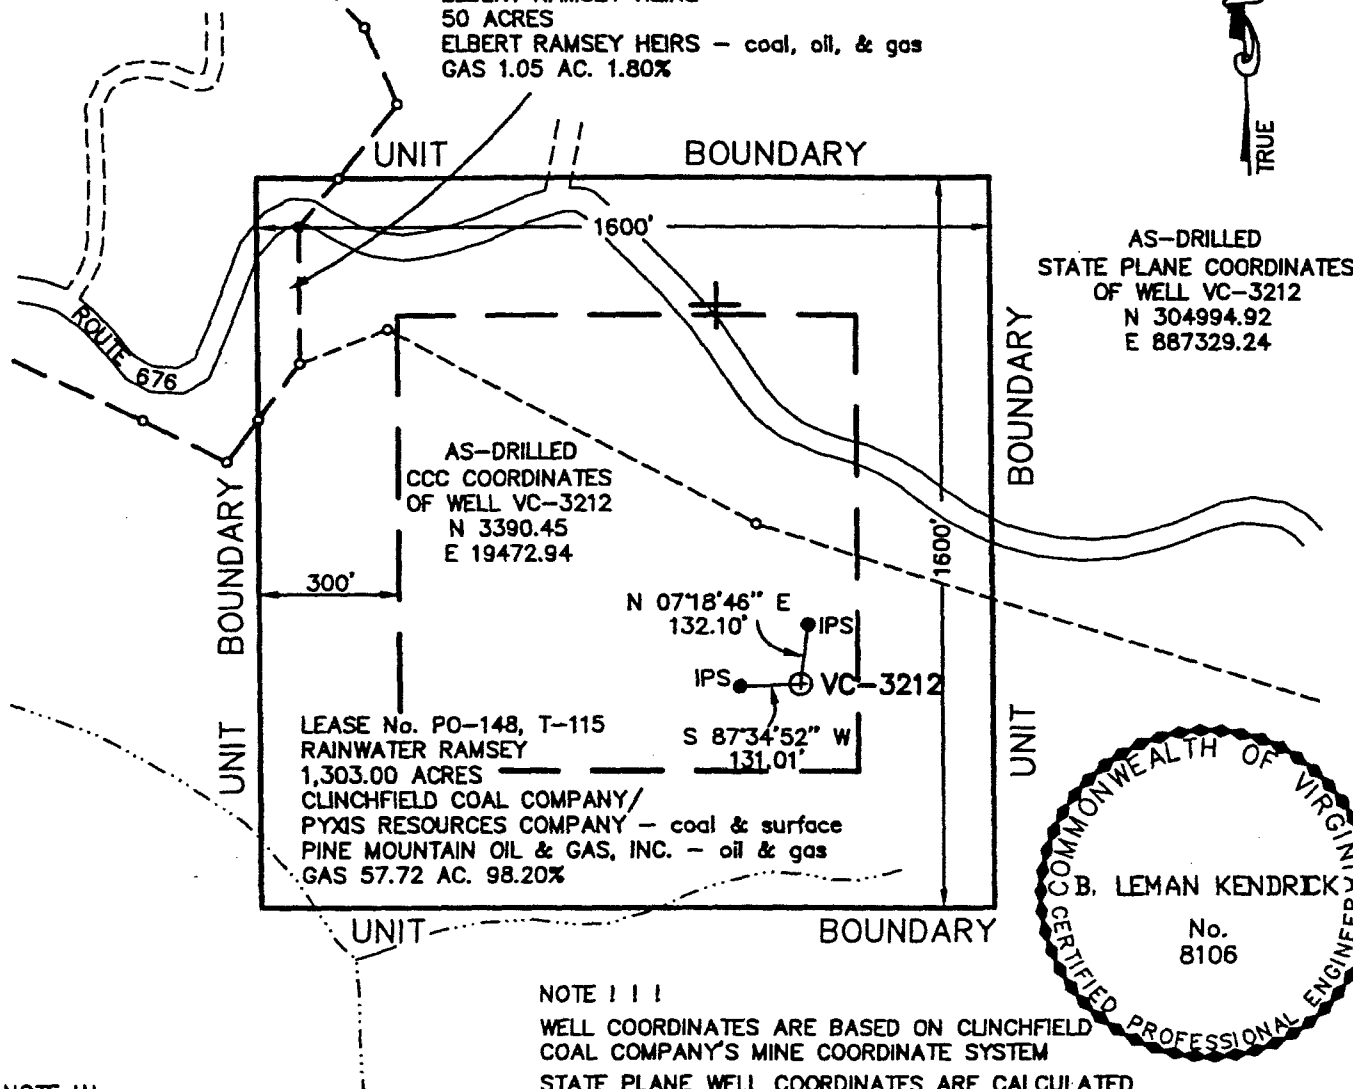 50 ACRES
ELBERT RAMSEY HEIRS – coal, oil, & gas
GAS 1.05 AC. 1.80%
TRUE
UNIT BOUNDARY
1600'
AS-DRILLED
STATE PLANE COORDINATES
OF WELL VC-3212
N 304994.92
E 887329.24
ROUTE 676
BOUNDARY
AS-DRILLED
CCC COORDINATES
OF WELL VC-3212
N 3390.45
E 19472.94
BOUNDARY
1600'
300'
N 07°18'46" E
132.10'
IPS
IPS
VC-3212
S 87°34'52" W
131.01'
UNIT
UNIT
LEASE No. PO-148, T-115
RAINWATER RAMSEY
1,303.00 ACRES
CLINCHFIELD COAL COMPANY/
PYXIS RESOURCES COMPANY – coal & surface
PINE MOUNTAIN OIL & GAS, INC. – oil & gas
GAS 57.72 AC. 98.20%
UNIT BOUNDARY
COMMONWEALTH OF VIRGINIA
B. LEMAN KENDRICK
No.
8106
CERTIFIED PROFESSIONAL ENGINEER
NOTE ! ! !
WELL COORDINATES ARE BASED ON CLINCHFIELD
COAL COMPANY'S MINE COORDINATE SYSTEM
STATE PLANE WELL COORDINATES ARE CALCULATED